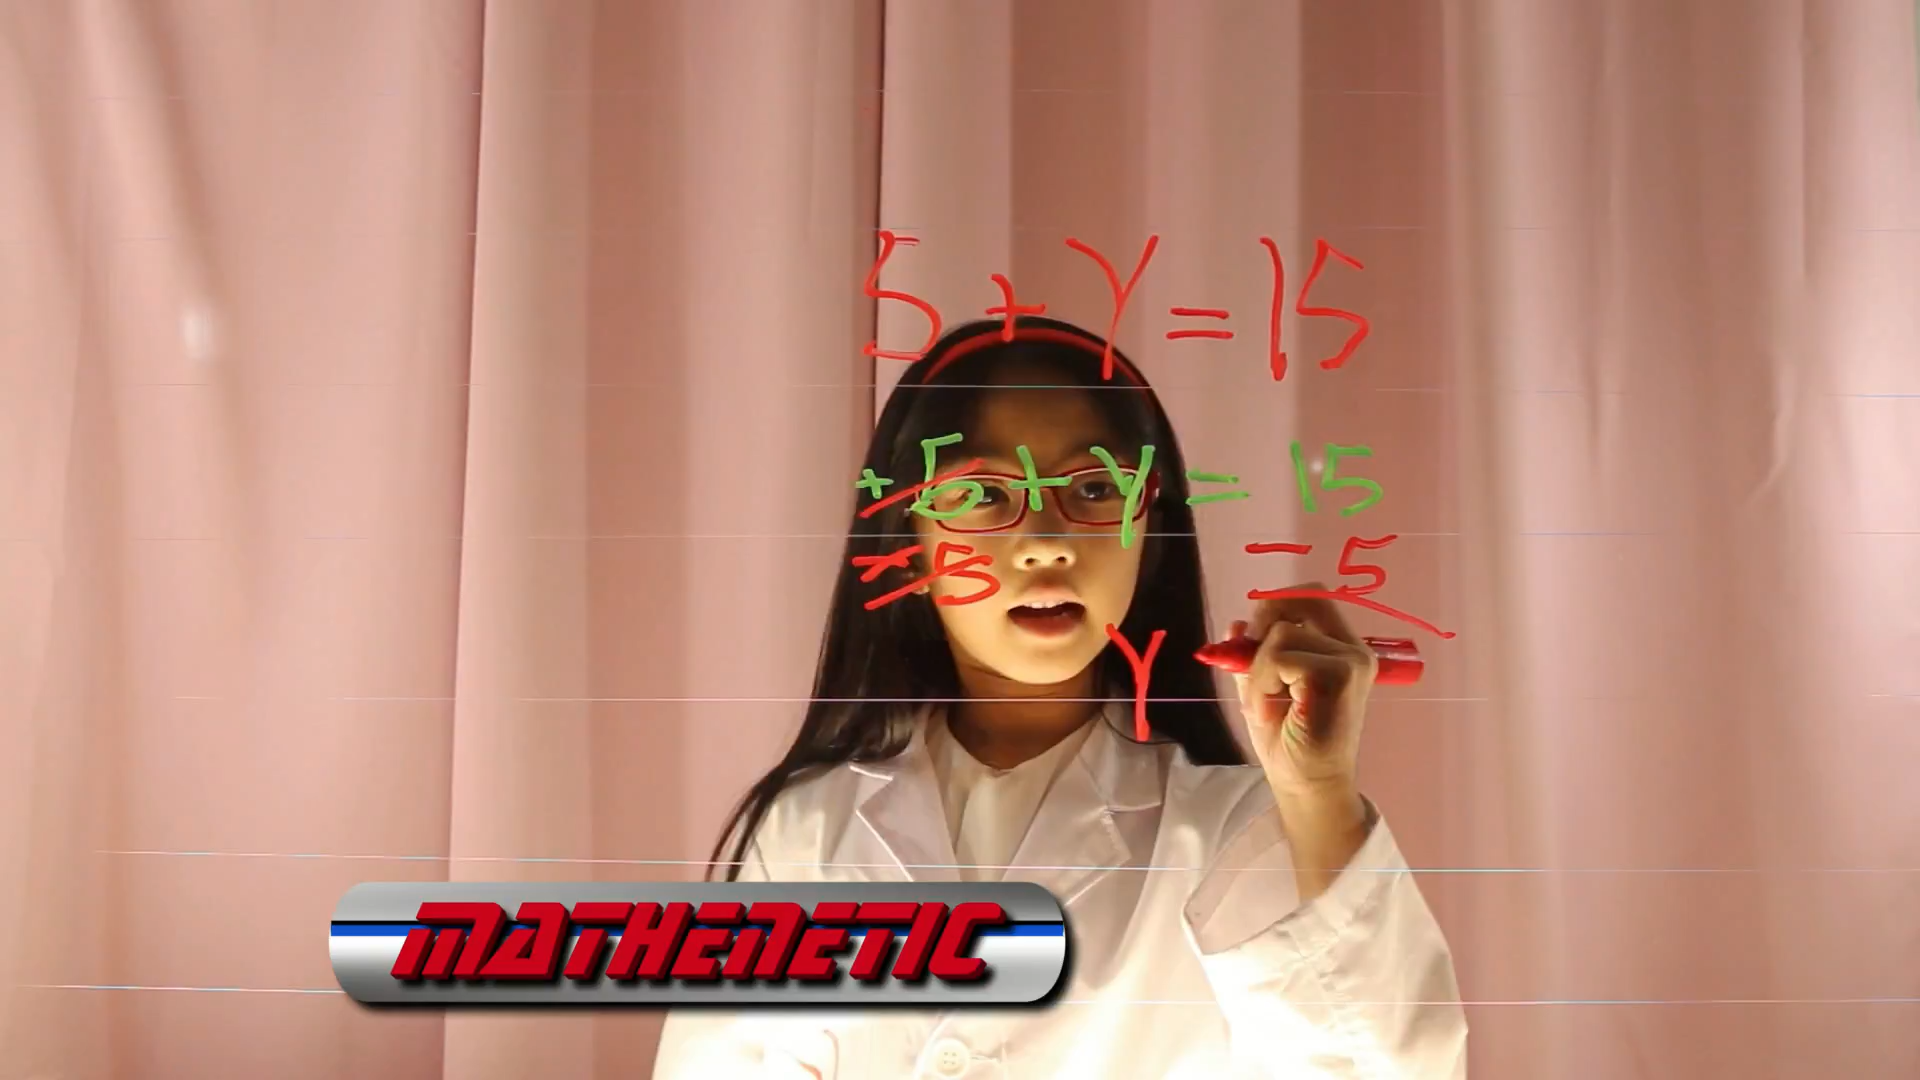 5 + Y = 15
+5 + Y = 15
-5 -5
Y
MATHENETIC